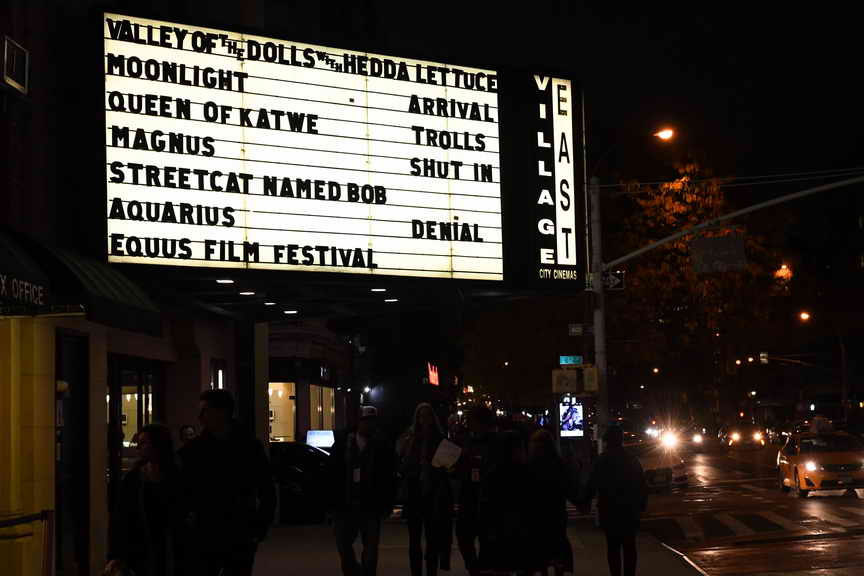 VALLEY OF THE DOLLS WITH HEDDA LETTUCE
MOONLIGHT
ARRIVAL
QUEEN OF KATWE
TROLLS
MAGNUS
SHUT IN
STREETCAT NAMED BOB
AQUARIUS
DENiAL
EQUUS FILM FESTIVAL
VILLAGE
EAST
CITY CINEMAS
X OFFICE